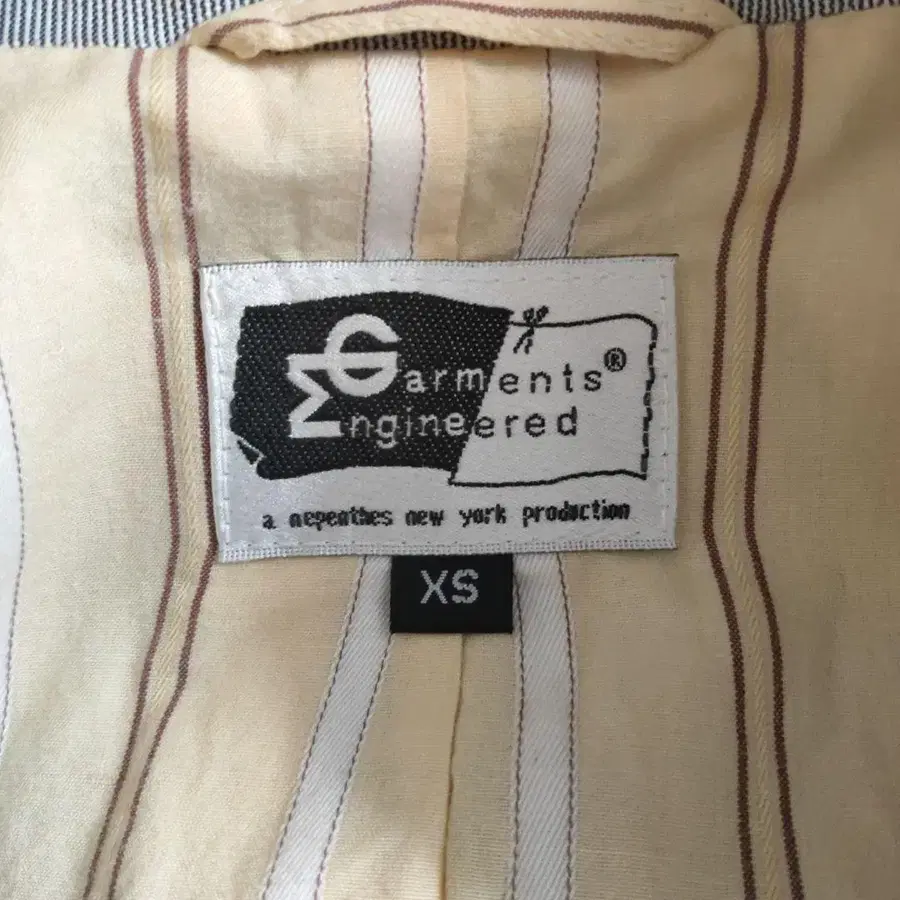 Garments®
Engineered
a nepenthes new york production
XS